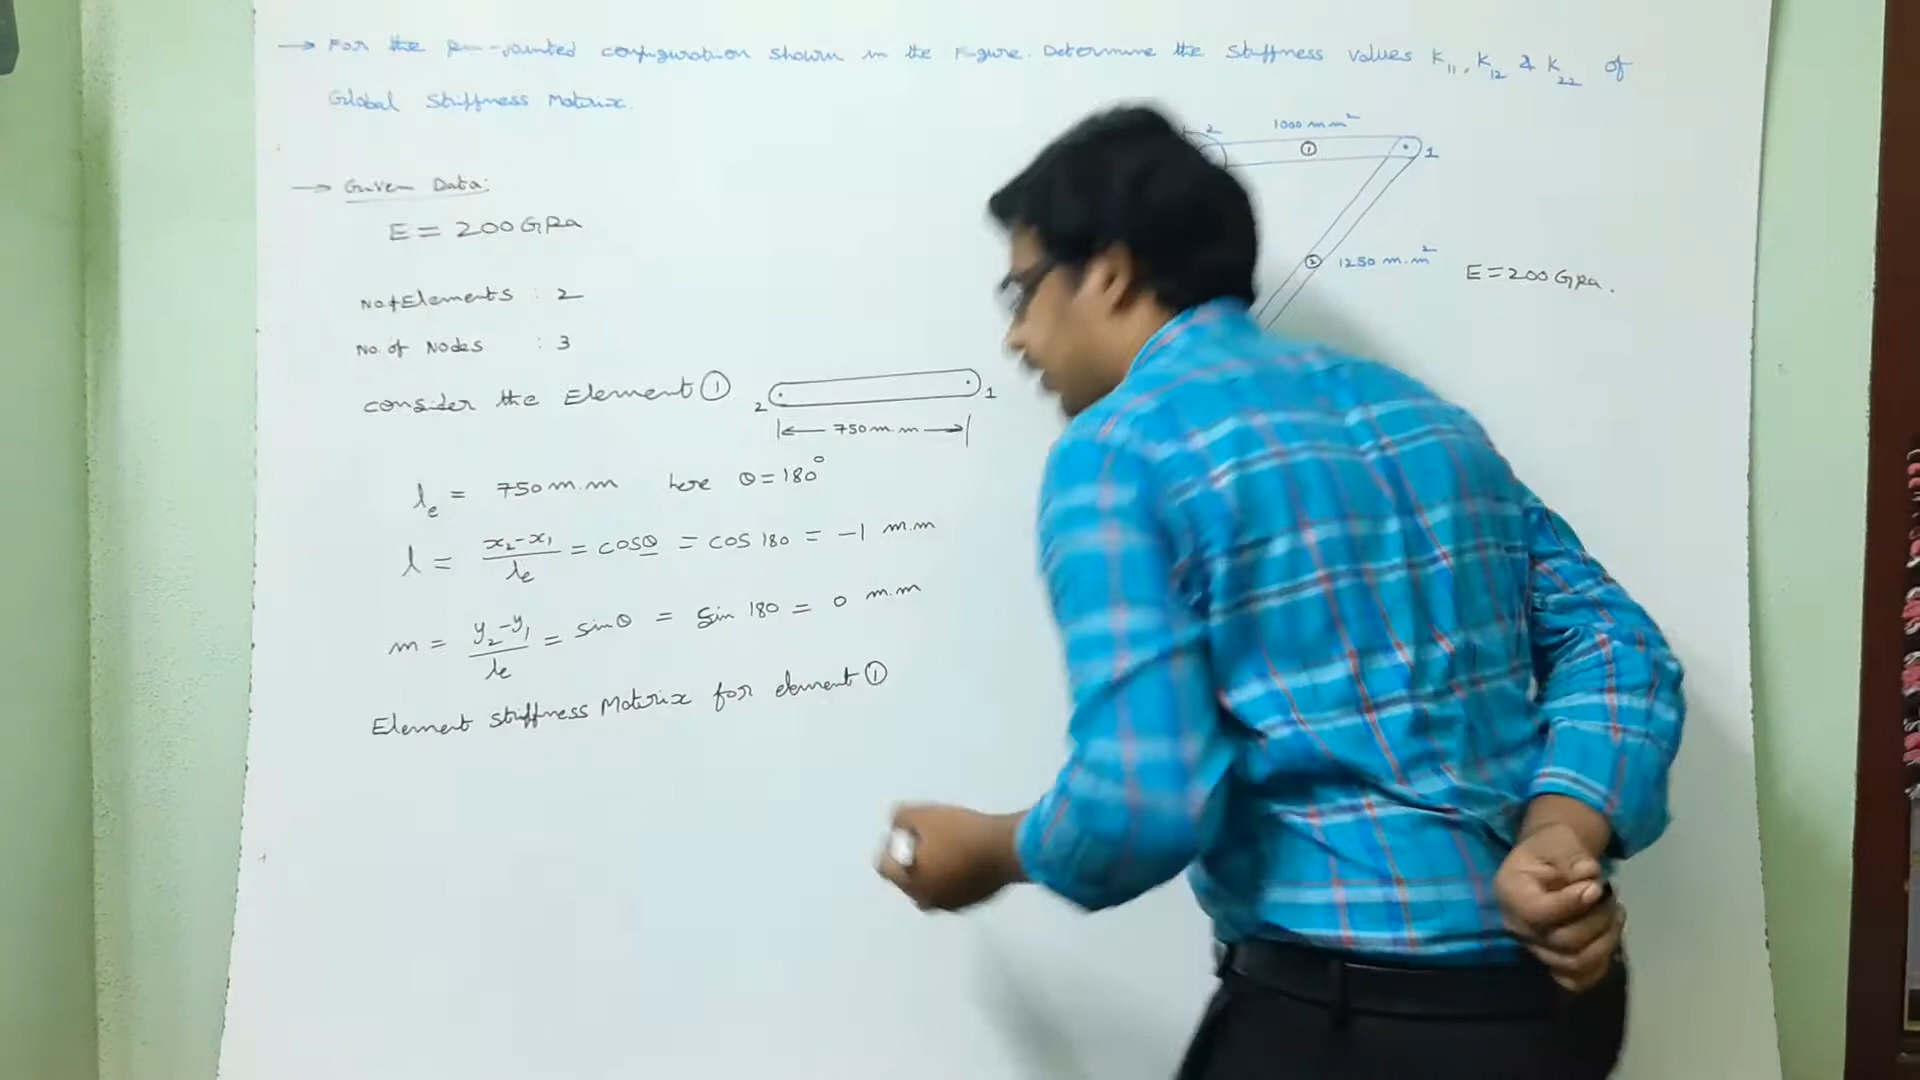 → For the pin-jointed configuration shown in the Figure. Determine the Stiffness values K11, K12 & K22 of
Global Stiffness Matrix.
→ Given Data:
E = 200 GPa
No. of Elements : 2
No. of Nodes : 3
consider the Element ①
2 1
750 m.m
le = 750 m.m here θ = 180°
l = x2-x1/le = cosθ = cos 180 = -1 m.m
m = y2-y1/le = sinθ = sin 180 = 0 m.m
Element stiffness Matrix for element ①
2 1000 mm²
① 1
② 1250 m.m²
E = 200 GPa.